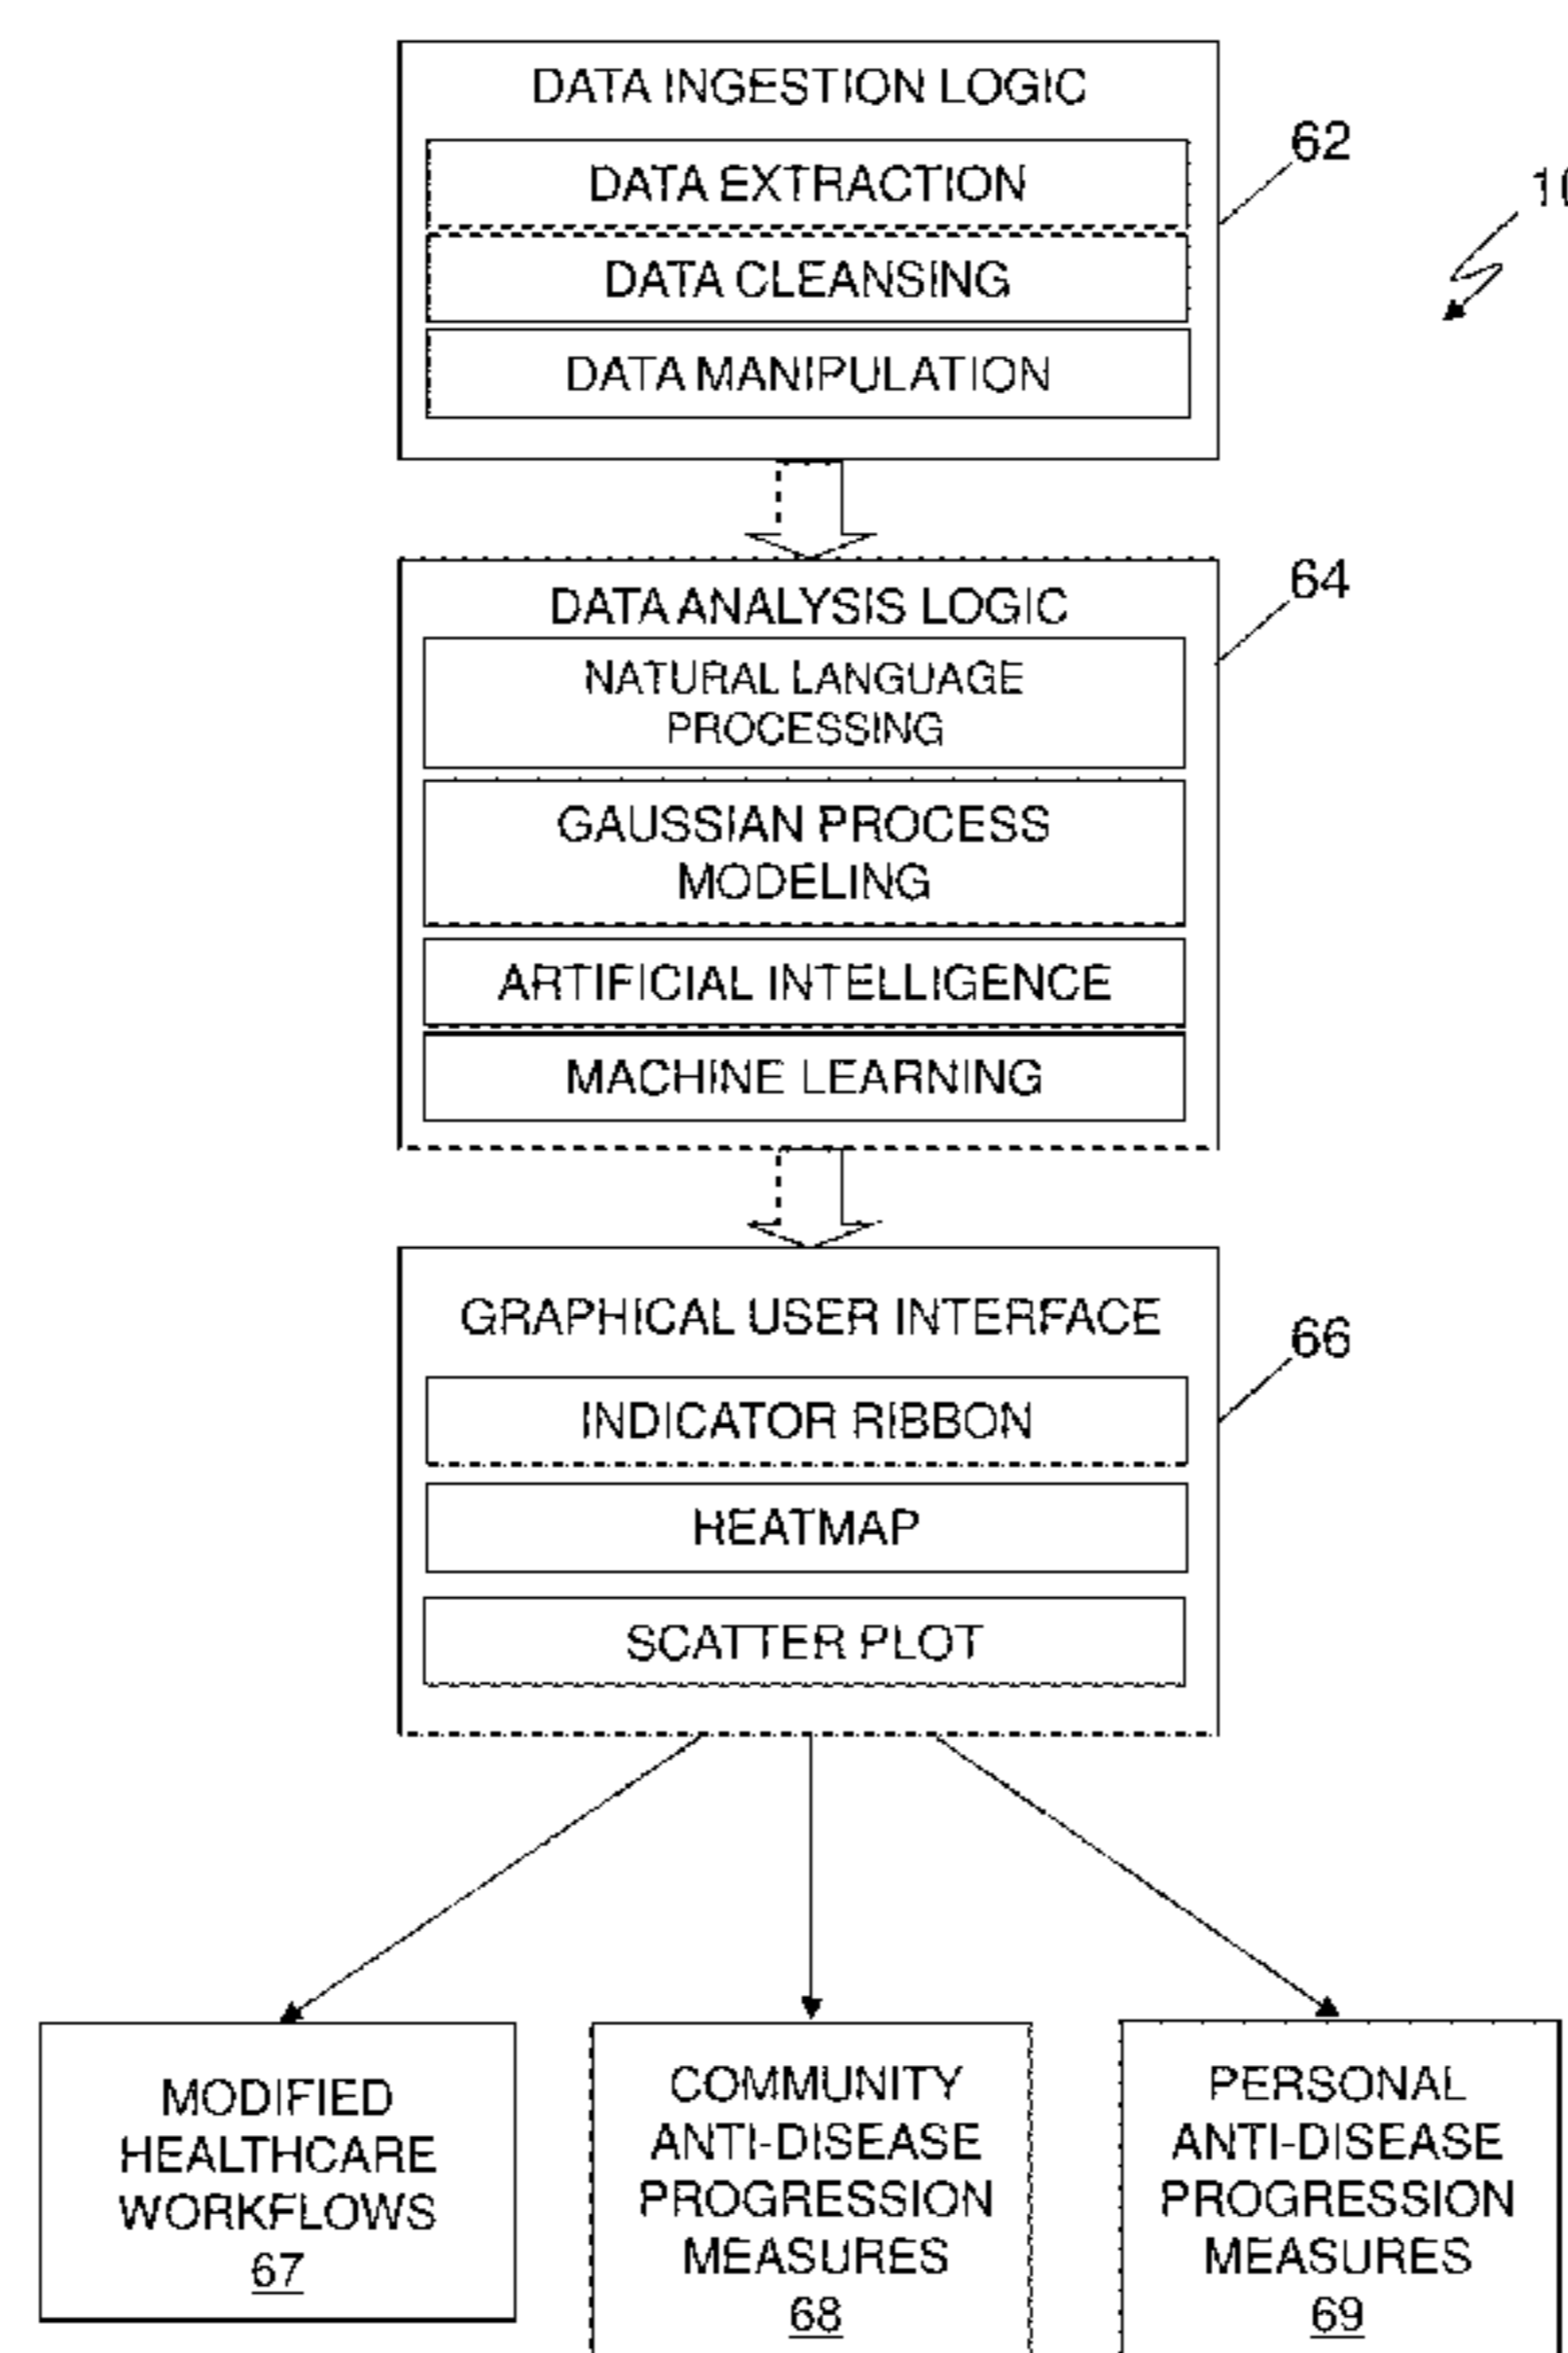 DATA INGESTION LOGIC
DATA EXTRACTION
62
DATA CLEANSING
DATA MANIPULATION
DATA ANALYSIS LOGIC
64
NATURAL LANGUAGE
PROCESSING
GAUSSIAN PROCESS
MODELING
ARTIFICIAL INTELLIGENCE
MACHINE LEARNING
GRAPHICAL USER INTERFACE
66
INDICATOR RIBBON
HEATMAP
SCATTER PLOT
MODIFIED
HEALTHCARE
WORKFLOWS
67
COMMUNITY
ANTI-DISEASE
PROGRESSION
MEASURES
68
PERSONAL
ANTI-DISEASE
PROGRESSION
MEASURES
69